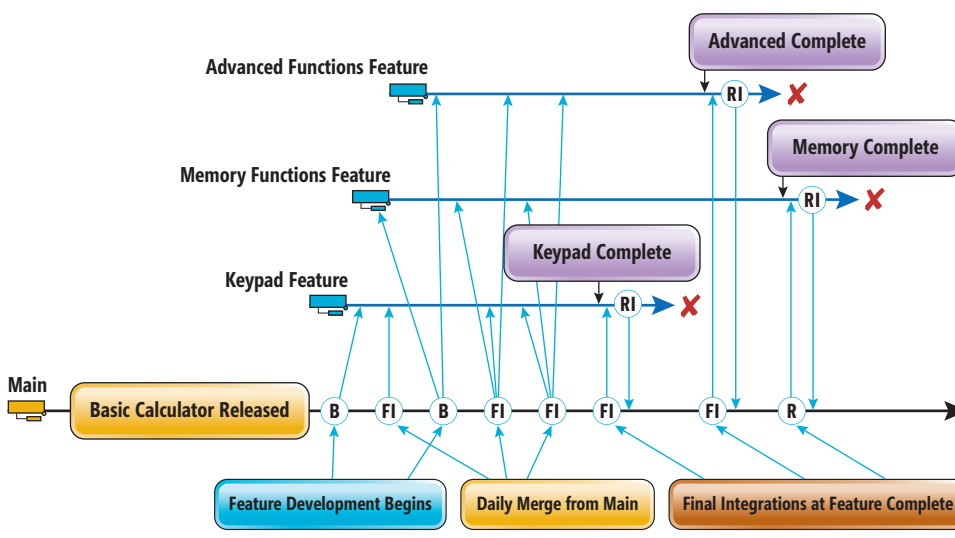 Advanced Complete
Advanced Functions Feature
RI
Memory Complete
Memory Functions Feature
RI
Keypad Complete
Keypad Feature
RI
Main
Basic Calculator Released
B FI B FI FI FI FI R
Feature Development Begins
Daily Merge from Main
Final Integrations at Feature Complete